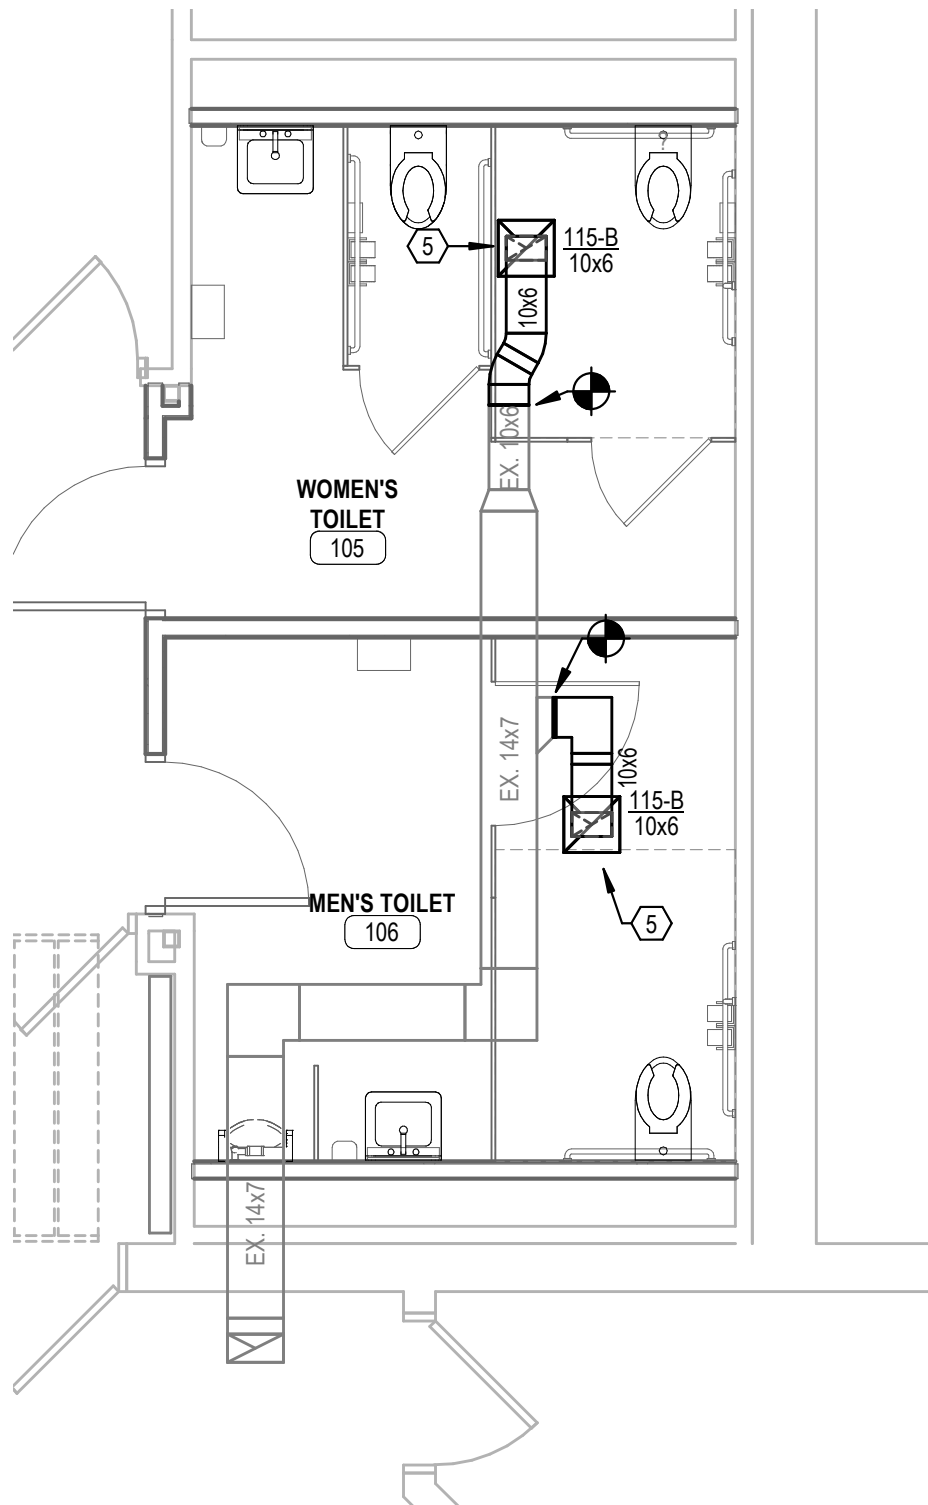 5
115-B
10x6
10x6
EX. 10x6
WOMEN'S
TOILET
105
EX. 14x7
10x6
115-B
10x6
MEN'S TOILET
106
5
EX. 14x7